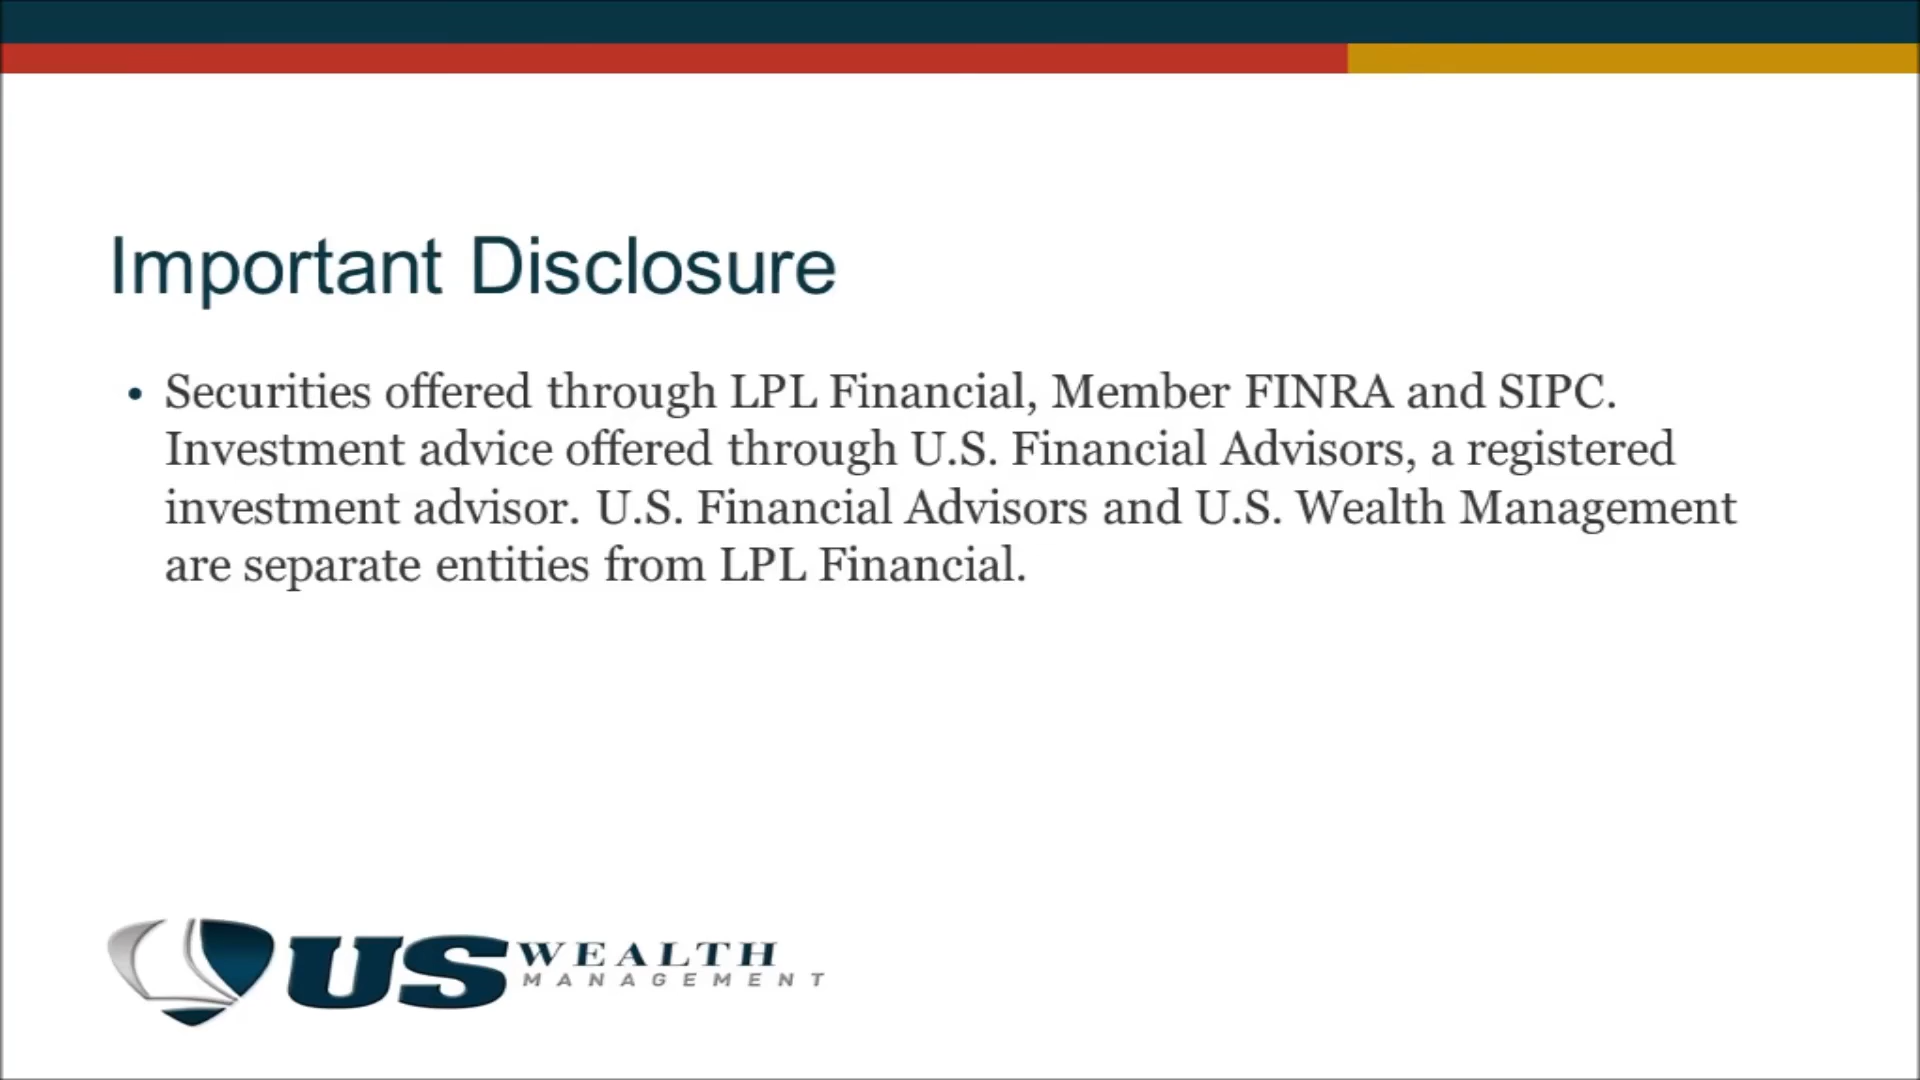 Important Disclosure
• Securities offered through LPL Financial, Member FINRA and SIPC.
Investment advice offered through U.S. Financial Advisors, a registered
investment advisor. U.S. Financial Advisors and U.S. Wealth Management
are separate entities from LPL Financial.
US WEALTH
MANAGEMENT